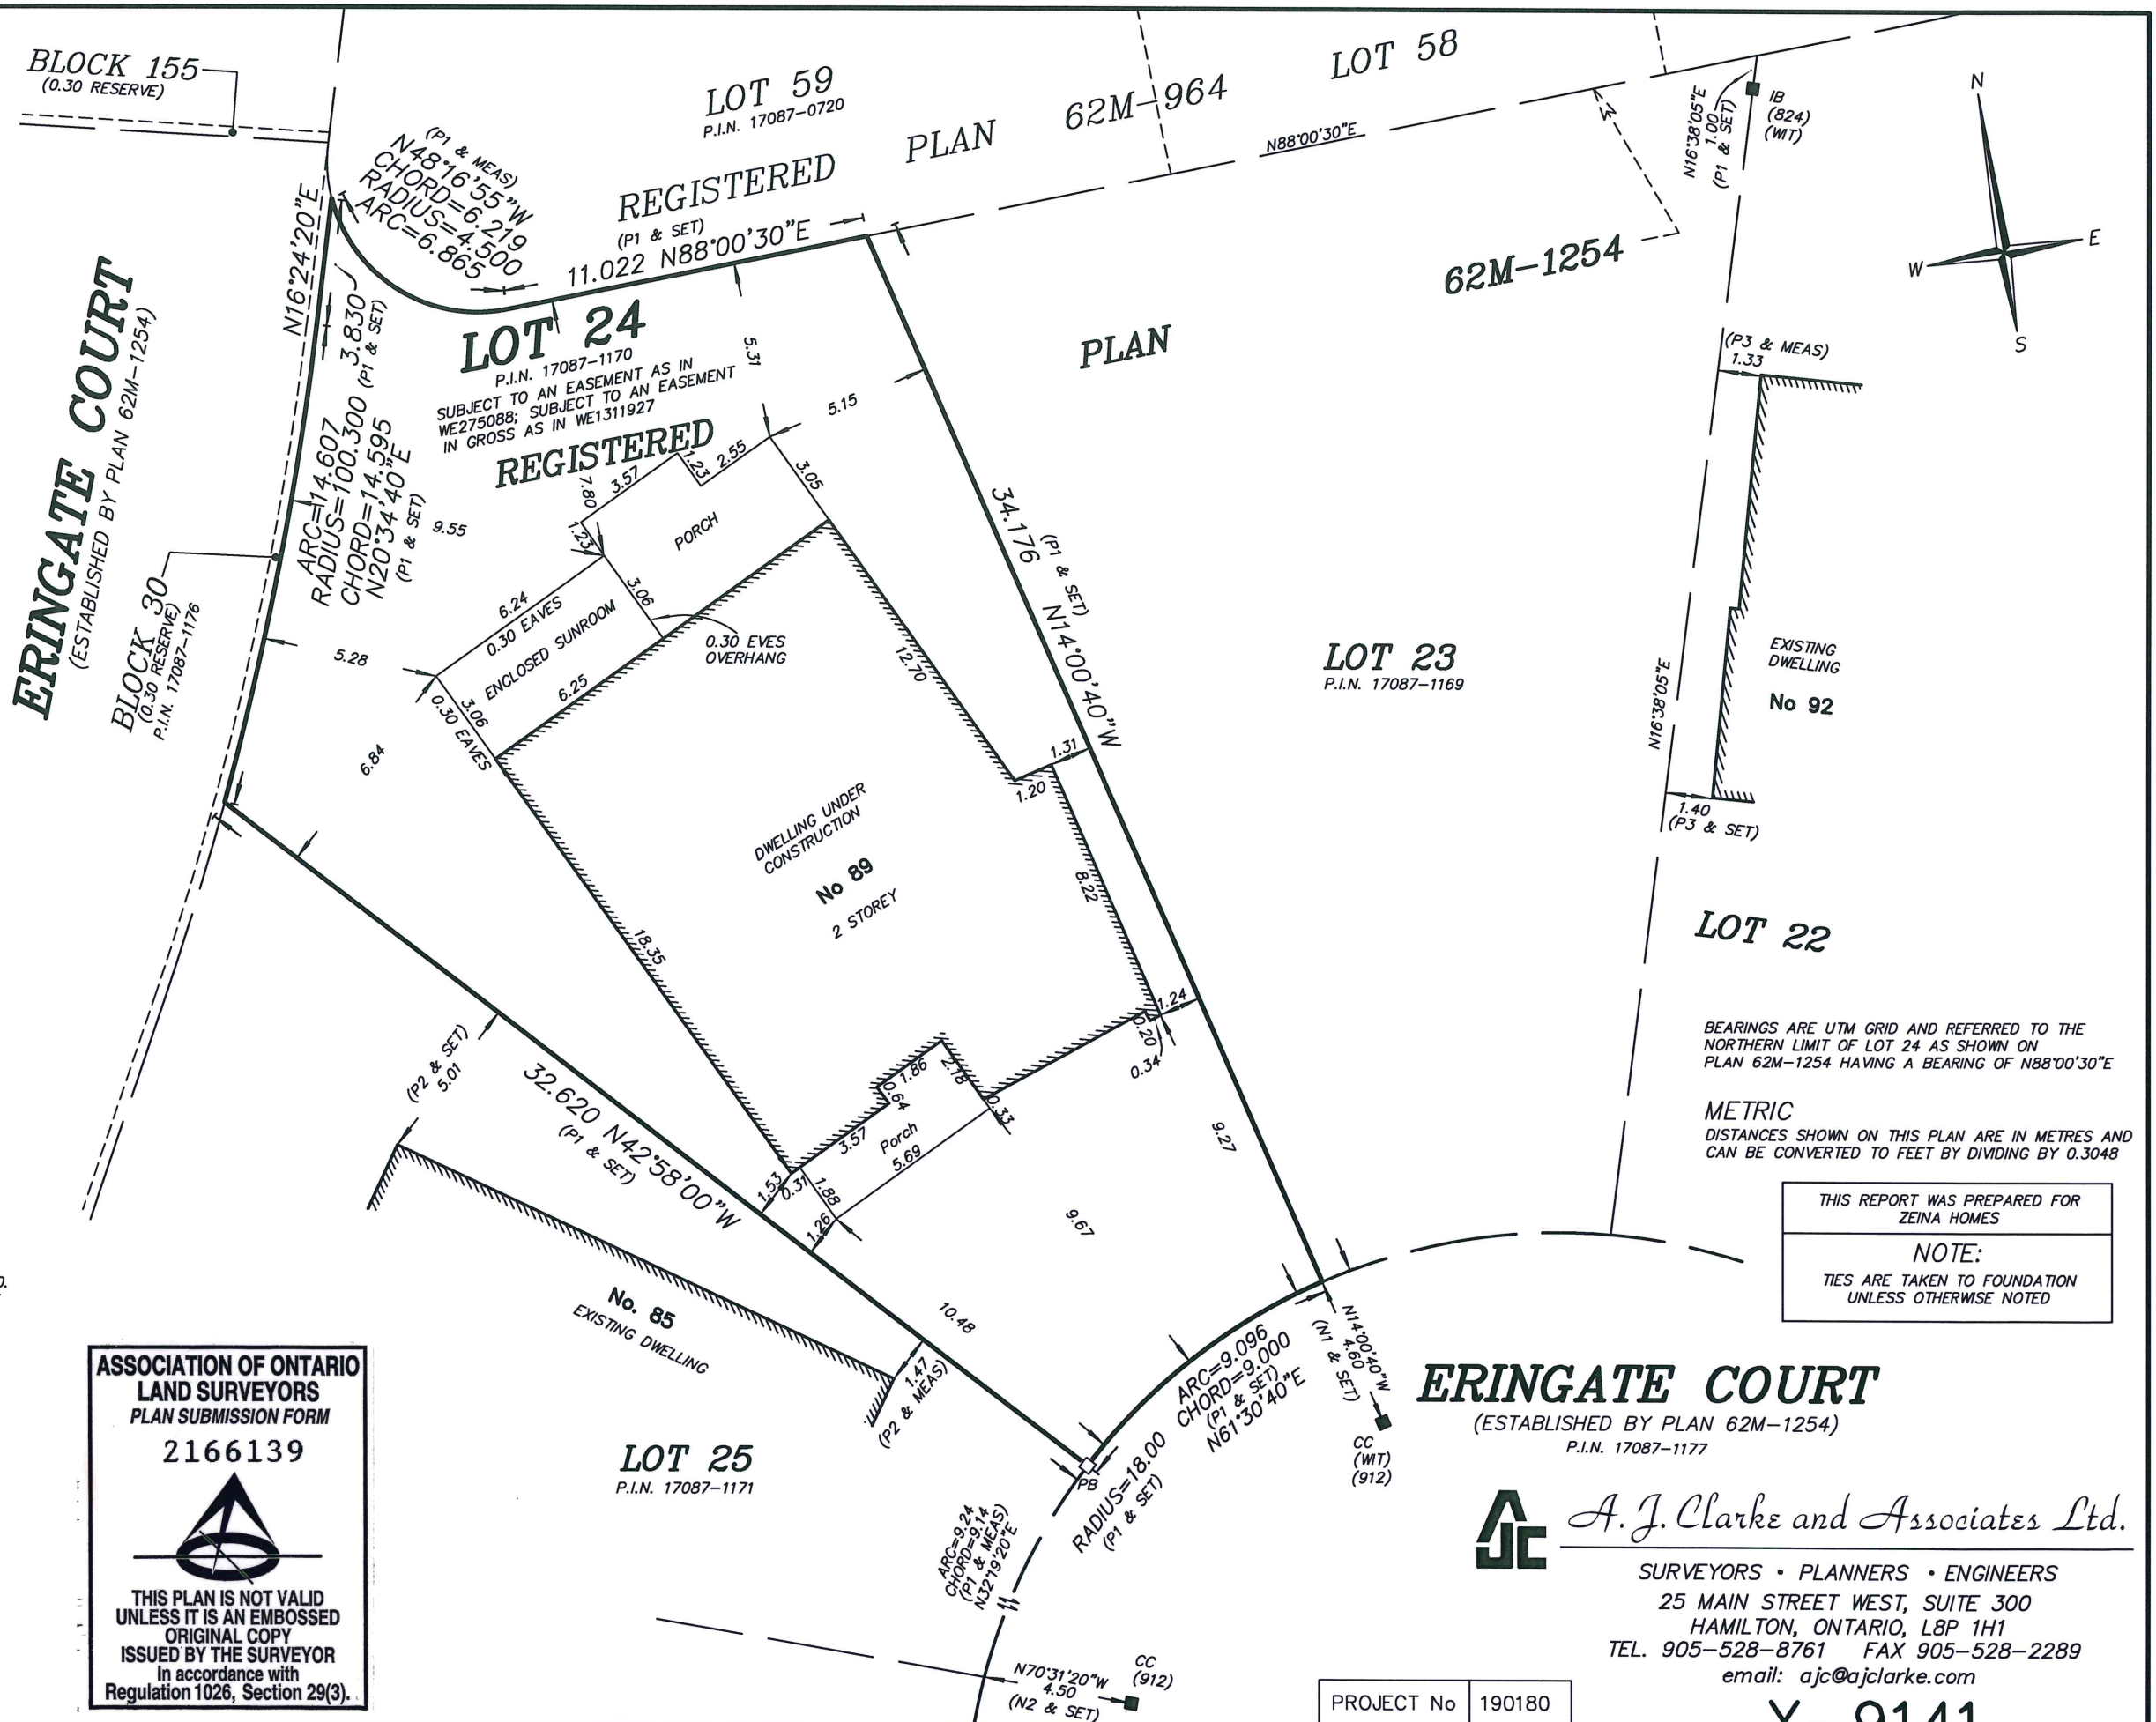 BLOCK 155
(0.30 RESERVE)
LOT 59
P.I.N. 17087-0720
LOT 58
REGISTERED PLAN 62M-964
N88°00'30"E
N16°38'05"E
1.00
(P1 & SET)
IB
(824)
(WIT)
N
E
W
S
(P1 & MEAS)
N48°16'55"W
CHORD=6.219
RADIUS=4.500
ARC=6.865
N16°24'20"E
3.830
(P1 & SET)
(P1 & SET)
11.022 N88°00'30"E
LOT 24
P.I.N. 17087-1170
SUBJECT TO AN EASEMENT AS IN
WE275088; SUBJECT TO AN EASEMENT
IN GROSS AS IN WE1311927
REGISTERED
PLAN
62M-1254
ERINGATE COURT
(ESTABLISHED BY PLAN 62M-1254)
BLOCK 30
(0.30 RESERVE)
P.I.N. 17087-1176
ARC=14.607
RADIUS=100.300
CHORD=14.595
N20°34'40"E
(P1 & SET)
5.31
5.15
7.80
3.57
1.23
2.55
3.05
1.23
PORCH
9.55
3.06
6.24
0.30 EAVES
ENCLOSED SUNROOM
0.30 EVES
OVERHANG
5.28
3.06
0.30 EAVES
6.25
6.84
12.70
34.176
(P1 & SET)
N14°00'40"W
1.31
1.20
DWELLING UNDER
CONSTRUCTION
No 89
2 STOREY
18.35
8.22
1.24
0.20
0.34
1.86
2.78
0.64
0.33
3.57
Porch
5.69
1.53
0.31
1.88
1.26
9.27
9.67
10.48
LOT 23
P.I.N. 17087-1169
(P3 & MEAS)
1.33
N16°38'05"E
EXISTING
DWELLING
No 92
1.40
(P3 & SET)
LOT 22
(P2 & SET)
5.01
32.620 N42°58'00"W
(P1 & SET)
No. 85
EXISTING DWELLING
1.47
(P2 & MEAS)
LOT 25
P.I.N. 17087-1171
PB
ARC=9.096
CHORD=9.000
(P1 & SET)
N61°30'40"E
RADIUS=18.00
(P1 & SET)
N14°00'40"W
4.60
(N1 & SET)
CC
(WIT)
(912)
ARC=9.24
CHORD=9.14
(P1 & MEAS)
N32°19'20"E
N70°31'20"W
4.50
(N2 & SET)
CC
(912)
BEARINGS ARE UTM GRID AND REFERRED TO THE
NORTHERN LIMIT OF LOT 24 AS SHOWN ON
PLAN 62M-1254 HAVING A BEARING OF N88°00'30"E
METRIC
DISTANCES SHOWN ON THIS PLAN ARE IN METRES AND
CAN BE CONVERTED TO FEET BY DIVIDING BY 0.3048
THIS REPORT WAS PREPARED FOR
ZEINA HOMES
NOTE:
TIES ARE TAKEN TO FOUNDATION
UNLESS OTHERWISE NOTED
ERINGATE COURT
(ESTABLISHED BY PLAN 62M-1254)
P.I.N. 17087-1177
AJC
A. J. Clarke and Associates Ltd.
SURVEYORS • PLANNERS • ENGINEERS
25 MAIN STREET WEST, SUITE 300
HAMILTON, ONTARIO, L8P 1H1
TEL. 905-528-8761 FAX 905-528-2289
email: ajc@ajclarke.com
PROJECT No 190180
ASSOCIATION OF ONTARIO
LAND SURVEYORS
PLAN SUBMISSION FORM
2166139
THIS PLAN IS NOT VALID
UNLESS IT IS AN EMBOSSED
ORIGINAL COPY
ISSUED BY THE SURVEYOR
In accordance with
Regulation 1026, Section 29(3).